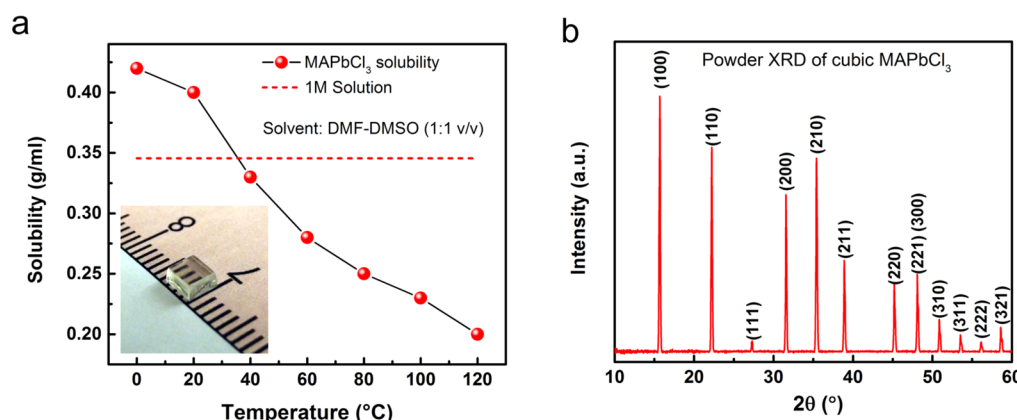 a
MAPbCl₃ solubility
1M Solution
Solvent: DMF-DMSO (1:1 v/v)
Solubility (g/ml)
0.40
0.35
0.30
0.25
0.20
8
7
0 20 40 60 80 100 120
Temperature (°C)
b
Powder XRD of cubic MAPbCl₃
Intensity (a.u.)
(100)
(110)
(111)
(200)
(210)
(211)
(220)
(221) (300)
(310)
(311)
(222)
(321)
10 20 30 40 50 60
2θ (°)